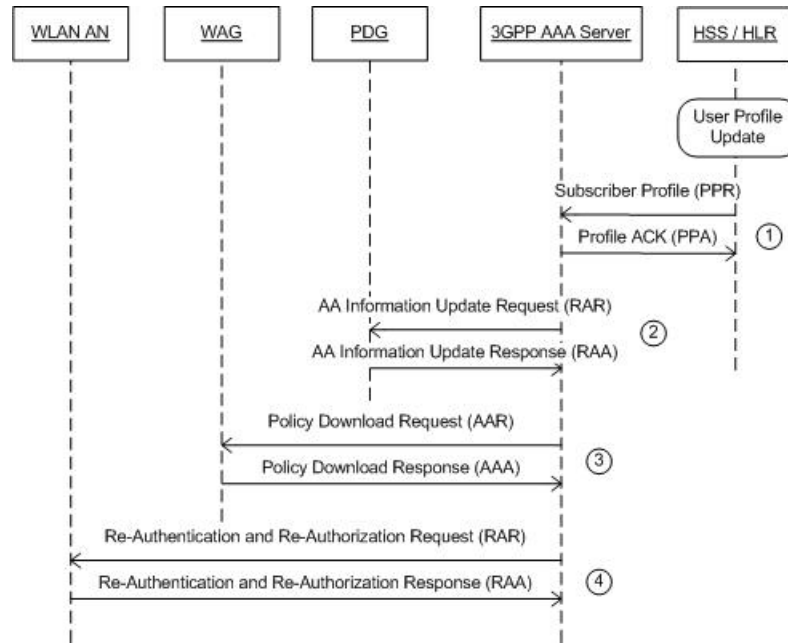 WLAN AN
WAG
PDG
3GPP AAA Server
HSS / HLR
User Profile
Update
Subscriber Profile (PPR)
Profile ACK (PPA)
1
AA Information Update Request (RAR)
2
AA Information Update Response (RAA)
Policy Download Request (AAR)
3
Policy Download Response (AAA)
Re-Authentication and Re-Authorization Request (RAR)
Re-Authentication and Re-Authorization Response (RAA)
4